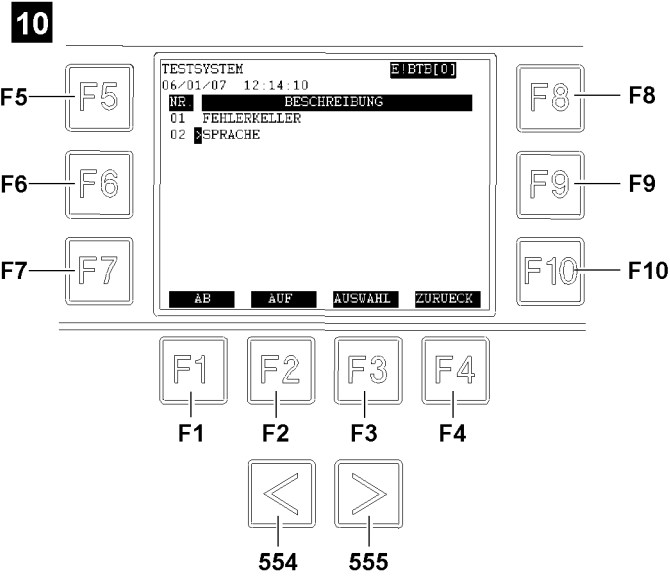 10
TESTSYSTEM E!BTB[0]
06/01/07 12:14:10
NR. BESCHREIBUNG
01 FEHLERKELLER
02 >SPRACHE
F5 F5 F8 F8
F6 F6 F9 F9
F7 F7 F10 F10
AB AUF AUSWAHL ZURUECK
F1 F2 F3 F4
F1 F2 F3 F4
< >
554 555